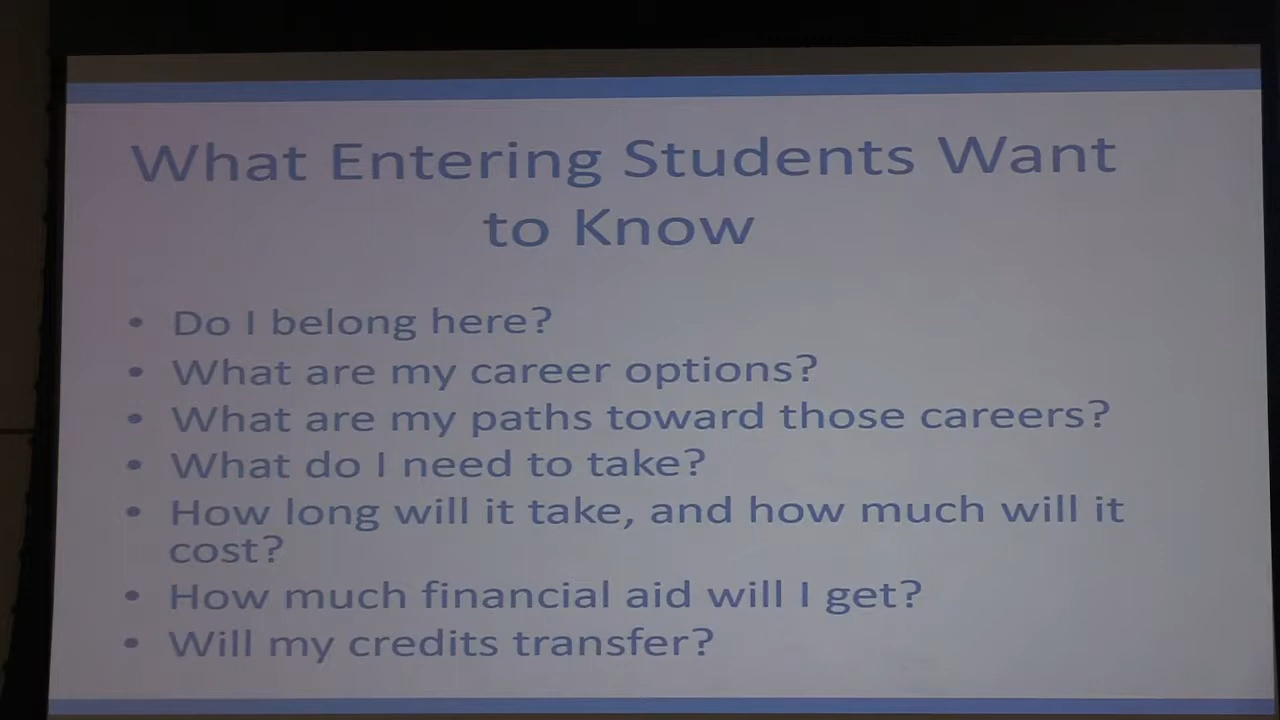 What Entering Students Want
to Know
• Do I belong here?
• What are my career options?
• What are my paths toward those careers?
• What do I need to take?
• How long will it take, and how much will it
cost?
• How much financial aid will I get?
• Will my credits transfer?